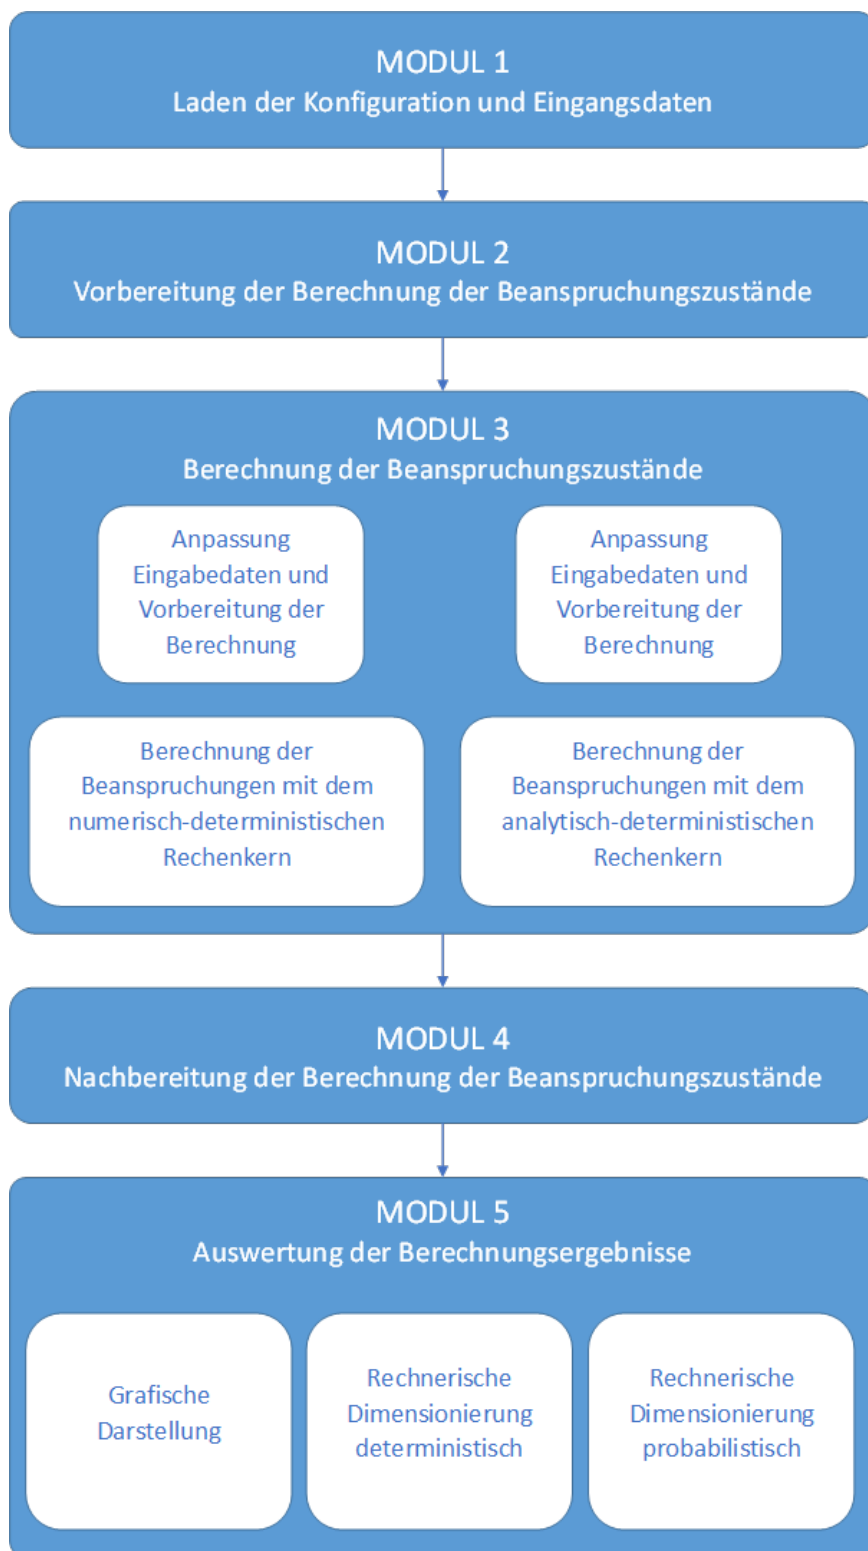 MODUL 1
Laden der Konfiguration und Eingangsdaten
MODUL 2
Vorbereitung der Berechnung der Beanspruchungszustände
MODUL 3
Berechnung der Beanspruchungszustände
Anpassung
Eingabedaten und
Vorbereitung der
Berechnung
Anpassung
Eingabedaten und
Vorbereitung der
Berechnung
Berechnung der
Beanspruchungen mit dem
numerisch-deterministischen
Rechenkern
Berechnung der
Beanspruchungen mit dem
analytisch-deterministischen
Rechenkern
MODUL 4
Nachbereitung der Berechnung der Beanspruchungszustände
MODUL 5
Auswertung der Berechnungsergebnisse
Grafische
Darstellung
Rechnerische
Dimensionierung
deterministisch
Rechnerische
Dimensionierung
probabilistisch